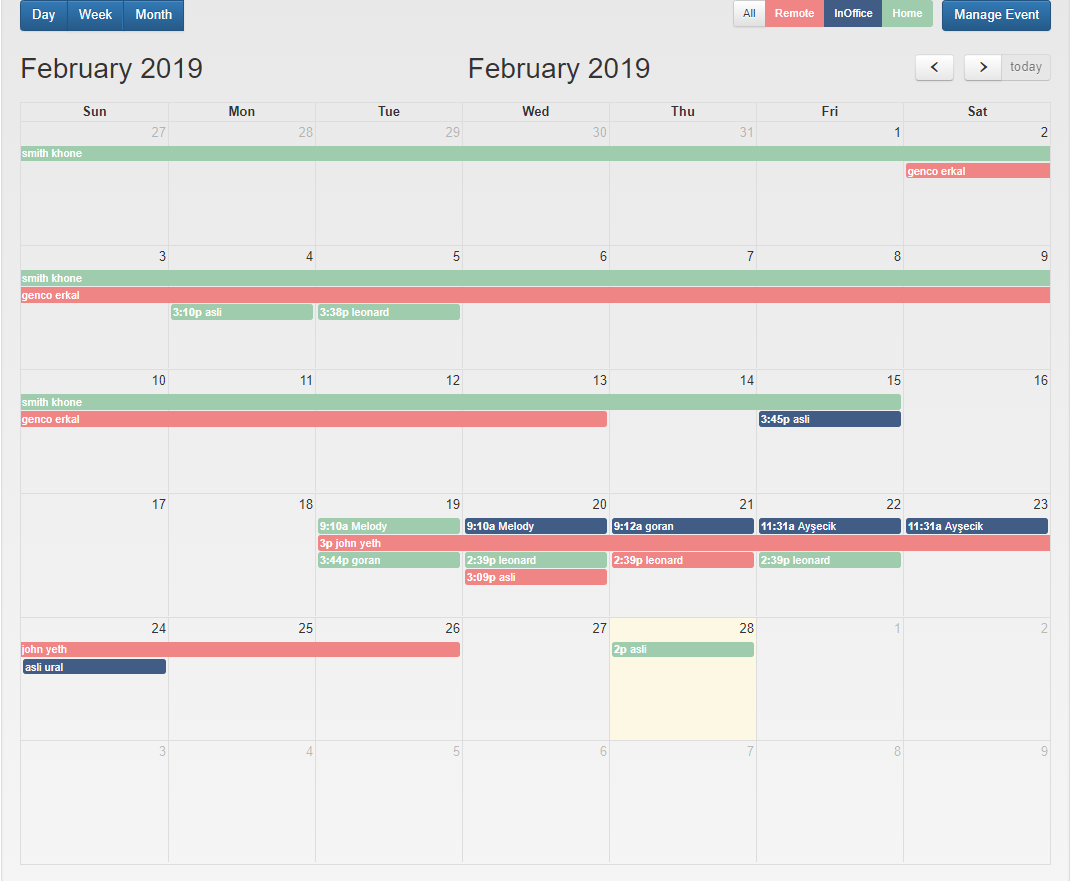 Day Week Month All Remote InOffice Home Manage Event
February 2019 February 2019 today
Sun Mon Tue Wed Thu Fri Sat
27 28 29 30 31 1 2
smith khone
genco erkal
3 4 5 6 7 8 9
smith khone
genco erkal
3:10p asli 3:38p leonard
10 11 12 13 14 15 16
smith khone
genco erkal 3:45p asli
17 18 19 20 21 22 23
9:10a Melody 9:10a Melody 9:12a goran 11:31a Ayşecik 11:31a Ayşecik
3p john yeth
3:44p goran 2:39p leonard 2:39p leonard 2:39p leonard
3:09p asli
24 25 26 27 28 1 2
john yeth 2p asli
asli ural
3 4 5 6 7 8 9